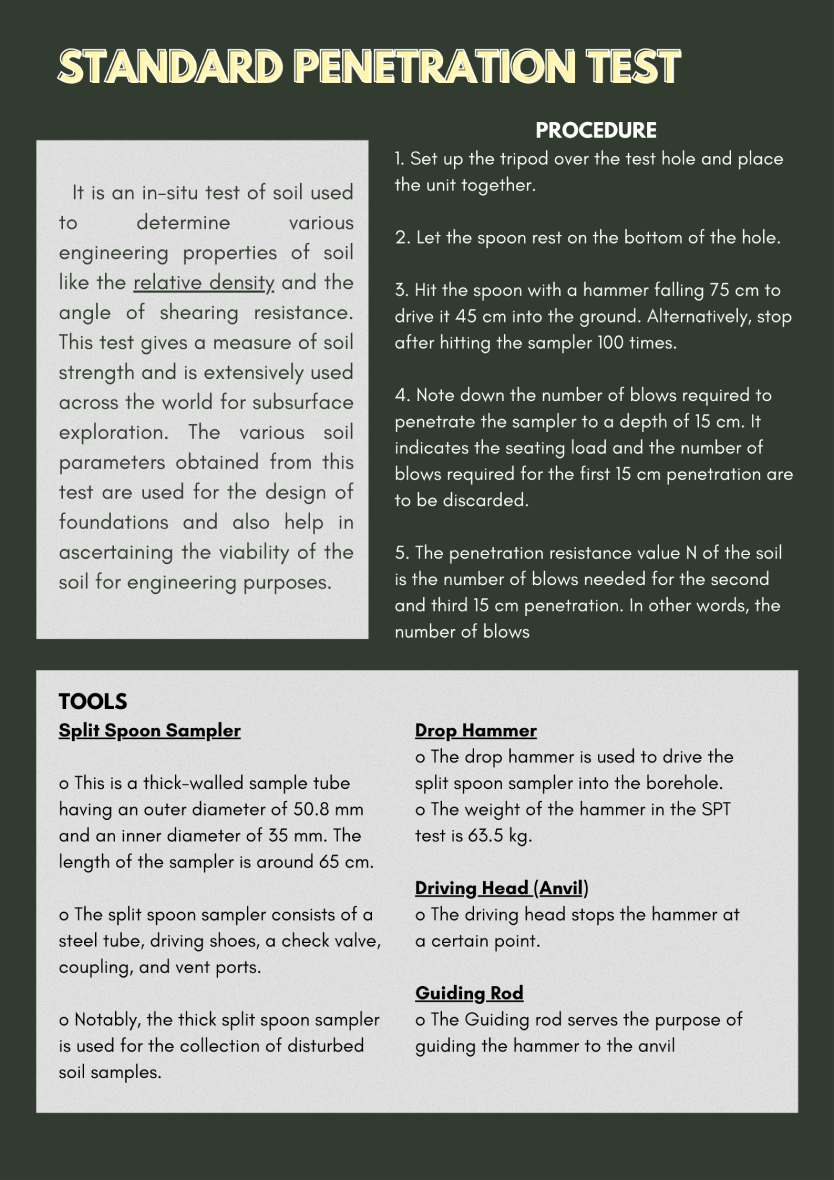 STANDARD PENETRATION TEST
It is an in-situ test of soil used
to determine various
engineering properties of soil
like the relative density and the
angle of shearing resistance.
This test gives a measure of soil
strength and is extensively used
across the world for subsurface
exploration. The various soil
parameters obtained from this
test are used for the design of
foundations and also help in
ascertaining the viability of the
soil for engineering purposes.
PROCEDURE
1. Set up the tripod over the test hole and place
the unit together.
2. Let the spoon rest on the bottom of the hole.
3. Hit the spoon with a hammer falling 75 cm to
drive it 45 cm into the ground. Alternatively, stop
after hitting the sampler 100 times.
4. Note down the number of blows required to
penetrate the sampler to a depth of 15 cm. It
indicates the seating load and the number of
blows required for the first 15 cm penetration are
to be discarded.
5. The penetration resistance value N of the soil
is the number of blows needed for the second
and third 15 cm penetration. In other words, the
number of blows
TOOLS
Split Spoon Sampler
o This is a thick-walled sample tube
having an outer diameter of 50.8 mm
and an inner diameter of 35 mm. The
length of the sampler is around 65 cm.
o The split spoon sampler consists of a
steel tube, driving shoes, a check valve,
coupling, and vent ports.
o Notably, the thick split spoon sampler
is used for the collection of disturbed
soil samples.
Drop Hammer
o The drop hammer is used to drive the
split spoon sampler into the borehole.
o The weight of the hammer in the SPT
test is 63.5 kg.
Driving Head (Anvil)
o The driving head stops the hammer at
a certain point.
Guiding Rod
o The Guiding rod serves the purpose of
guiding the hammer to the anvil